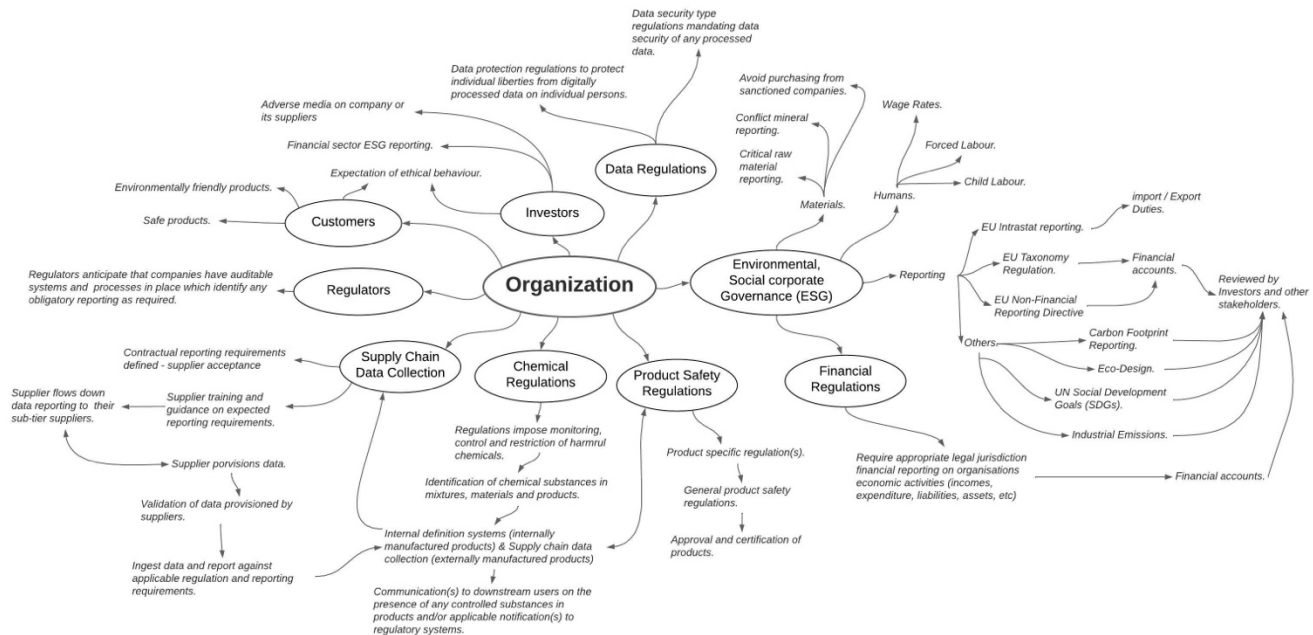 Data security type
regulations mandating data
security of any processed
data.
Data protection regulations to protect
individual liberties from digitally
processed data on individual persons.
Adverse media on company or
its suppliers
Financial sector ESG reporting.
Expectation of ethical behaviour.
Environmentally friendly products.
Safe products.
Customers
Investors
Data Regulations
Avoid purchasing from
sanctioned companies.
Conflict mineral
reporting.
Critical raw
material
reporting.
Materials.
Wage Rates.
Forced Labour.
Child Labour.
Humans.
Regulators anticipate that companies have auditable
systems and processes in place which identify any
obligatory reporting as required.
Regulators
Organization
Environmental,
Social corporate
Governance (ESG)
Reporting
import / Export
Duties.
EU Intrastat reporting.
EU Taxonomy
Regulation.
Financial
accounts.
EU Non-Financial
Reporting Directive
Reviewed by
Investors and other
stakeholders.
Others
Carbon Footprint
Reporting.
Eco-Design.
UN Social Development
Goals (SDGs).
Industrial Emissions.
Contractual reporting requirements
defined - supplier acceptance
Supply Chain
Data Collection
Chemical
Regulations
Product Safety
Regulations
Financial
Regulations
Supplier flows down
data reporting to their
sub-tier suppliers.
Supplier training and
guidance on expected
reporting requirements.
Supplier porvisions data.
Validation of data provisioned by
suppliers.
Ingest data and report against
applicable regulation and reporting
requirements.
Regulations impose monitoring,
control and restriction of harmrul
chemicals.
Identification of chemical substances in
mixtures, materials and products.
Internal definition systems (internally
manufactured products) & Supply chain data
collection (externally manufactured products)
Communication(s) to downstream users on the
presence of any controlled substances in
products and/or applicable notification(s) to
regulatory systems.
Product specific regulation(s).
General product safety
regulations.
Approval and certification of
products.
Require appropriate legal jurisdiction
financial reporting on organisations
economic activities (incomes,
expenditure, liabilities, assets, etc)
Financial accounts.